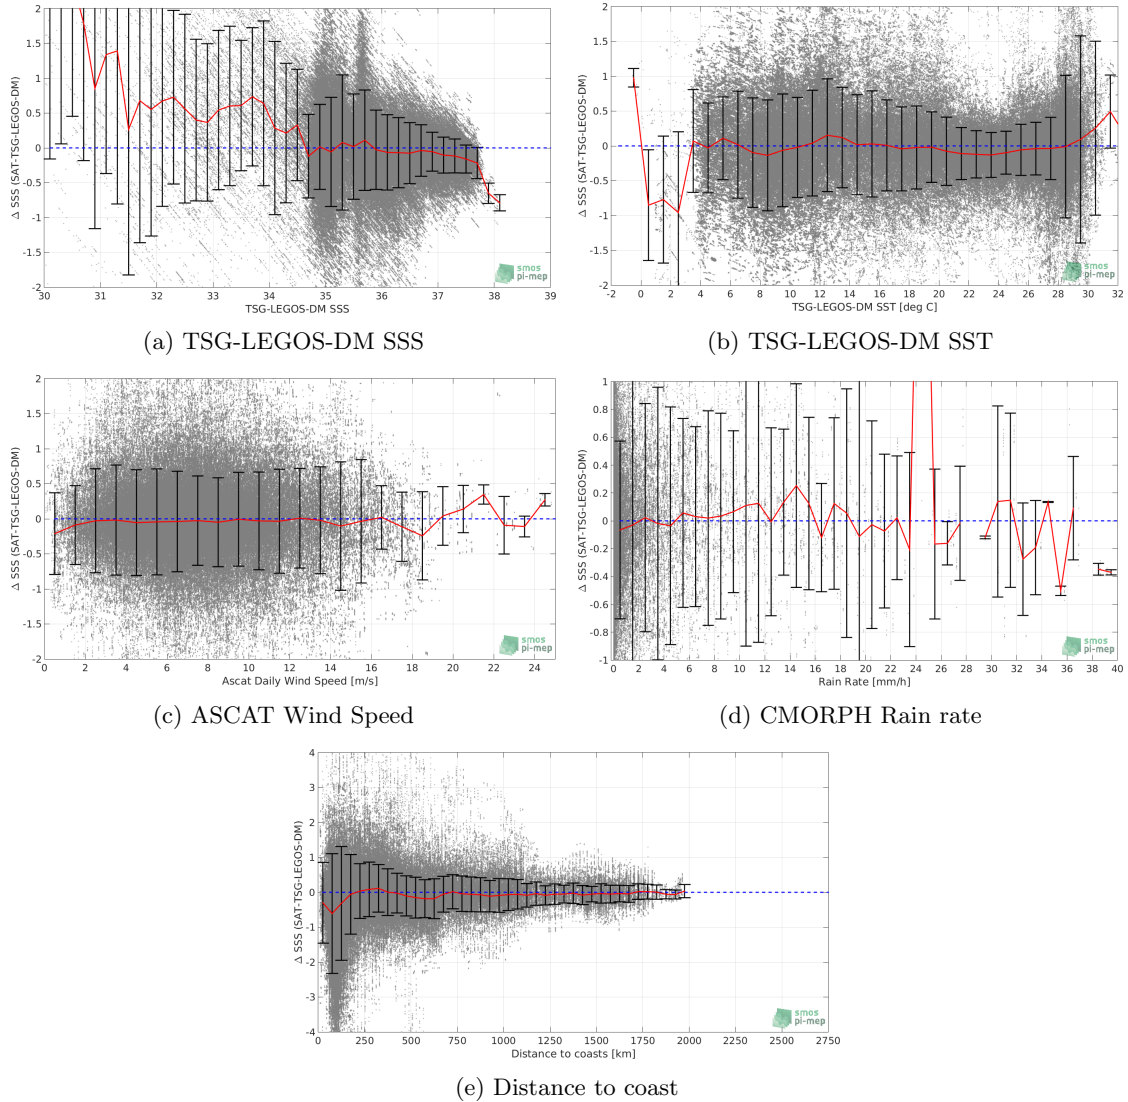 Δ SSS (SAT-TSG-LEGOS-DM)
2
1.5
1
0.5
0
-0.5
-1
-1.5
-2
30 31 32 33 34 35 36 37 38 39
TSG-LEGOS-DM SSS
smos
pi-mep
(a) TSG-LEGOS-DM SSS
Δ SSS (SAT-TSG-LEGOS-DM)
2
1.5
1
0.5
0
-0.5
-1
-1.5
-2
-2 0 2 4 6 8 10 12 14 16 18 20 22 24 26 28 30 32
TSG-LEGOS-DM SST [deg C]
smos
pi-mep
(b) TSG-LEGOS-DM SST
Δ SSS (SAT-TSG-LEGOS-DM)
2
1.5
1
0.5
0
-0.5
-1
-1.5
-2
0 2 4 6 8 10 12 14 16 18 20 22 24
Ascat Daily Wind Speed [m/s]
smos
pi-mep
(c) ASCAT Wind Speed
Δ SSS (SAT-TSG-LEGOS-DM)
1
0.8
0.6
0.4
0.2
0
-0.2
-0.4
-0.6
-0.8
-1
0 2 4 6 8 10 12 14 16 18 20 22 24 26 28 30 32 34 36 38 40
Rain Rate [mm/h]
smos
pi-mep
(d) CMORPH Rain rate
Δ SSS (SAT-TSG-LEGOS-DM)
4
3
2
1
0
-1
-2
-3
-4
0 250 500 750 1000 1250 1500 1750 2000 2250 2500 2750
Distance to coasts [km]
smos
pi-mep
(e) Distance to coast